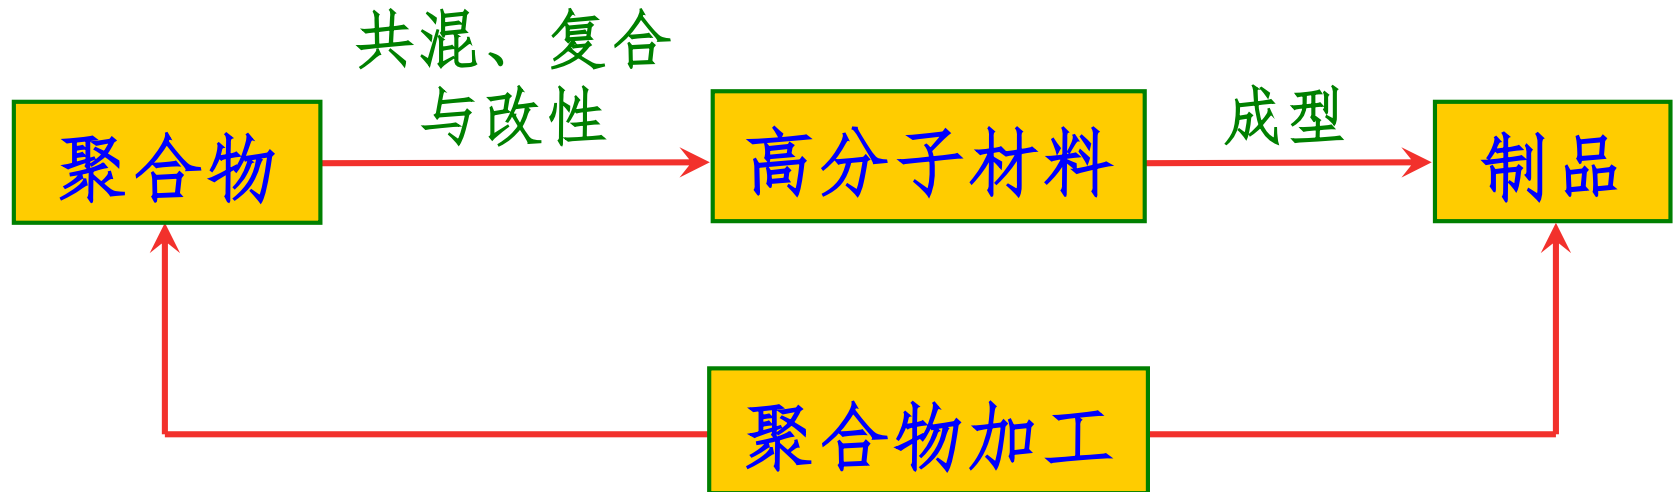 共混、复合
与改性
成型
聚合物
高分子材料
制品
聚合物加工